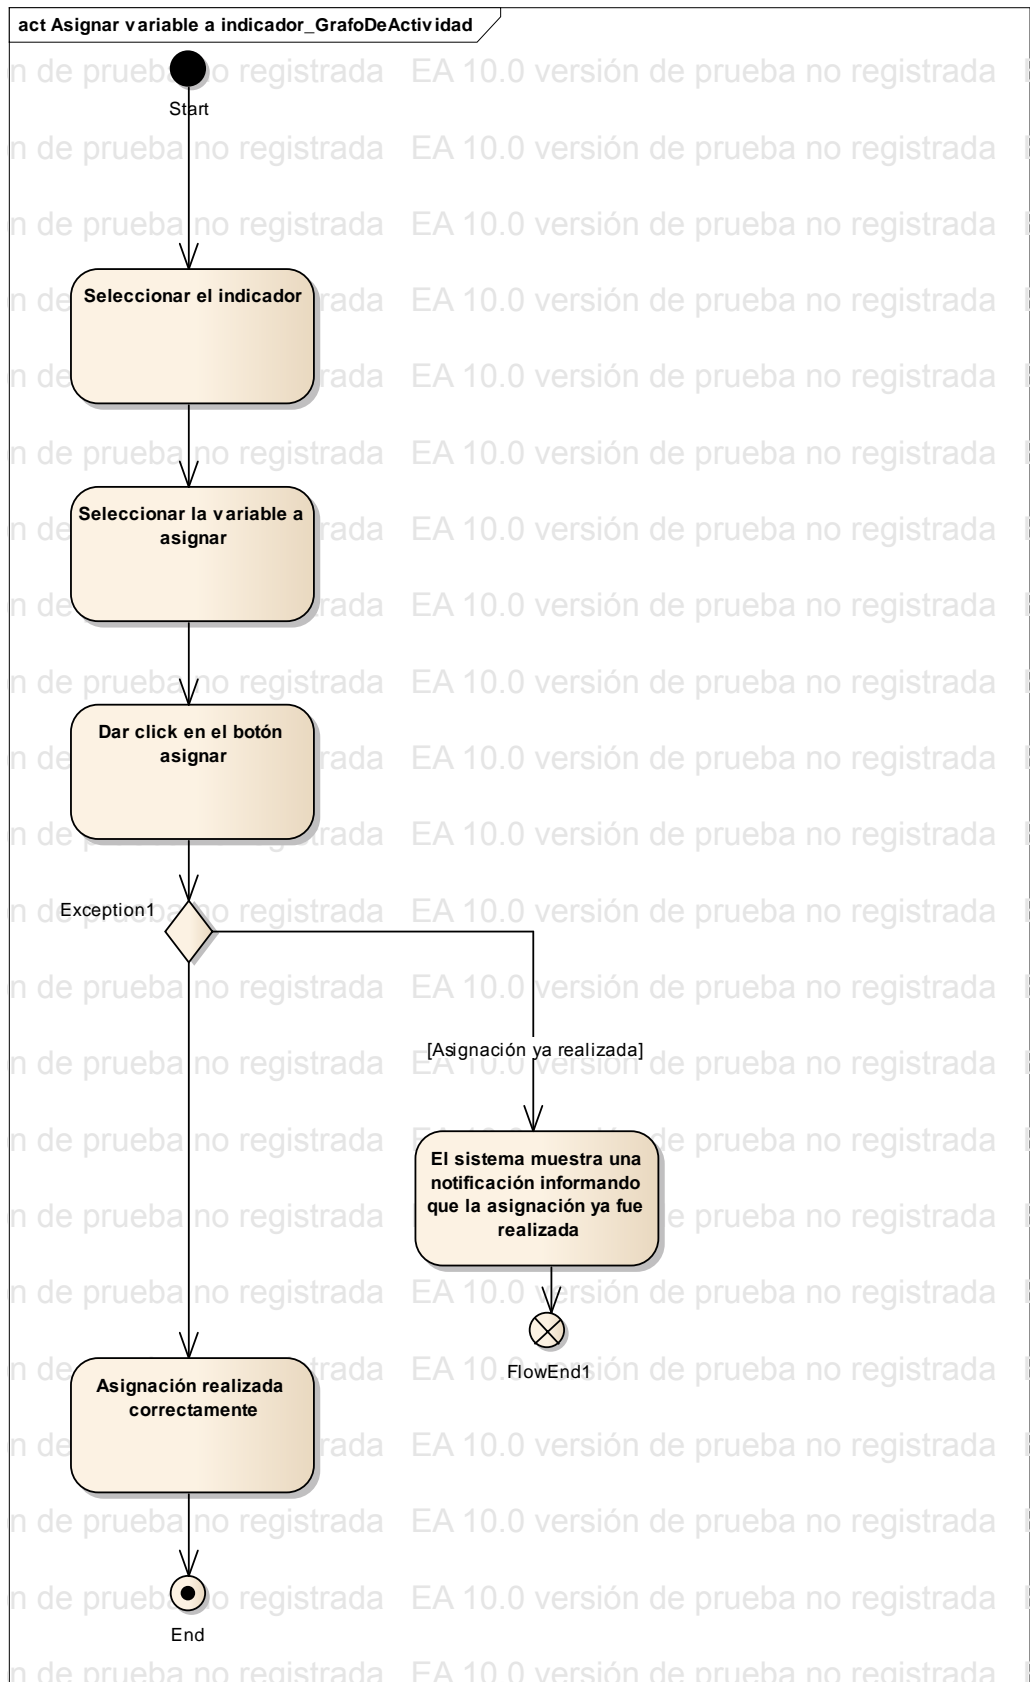 act Asignar variable a indicador_GrafoDeActividad
Start
Seleccionar el indicador
Seleccionar la variable a
asignar
Dar click en el botón
asignar
Exception1
[Asignación ya realizada]
El sistema muestra una
notificación informando
que la asignación ya fue
realizada
FlowEnd1
Asignación realizada
correctamente
End
EA 10.0 versión de prueba no registrada